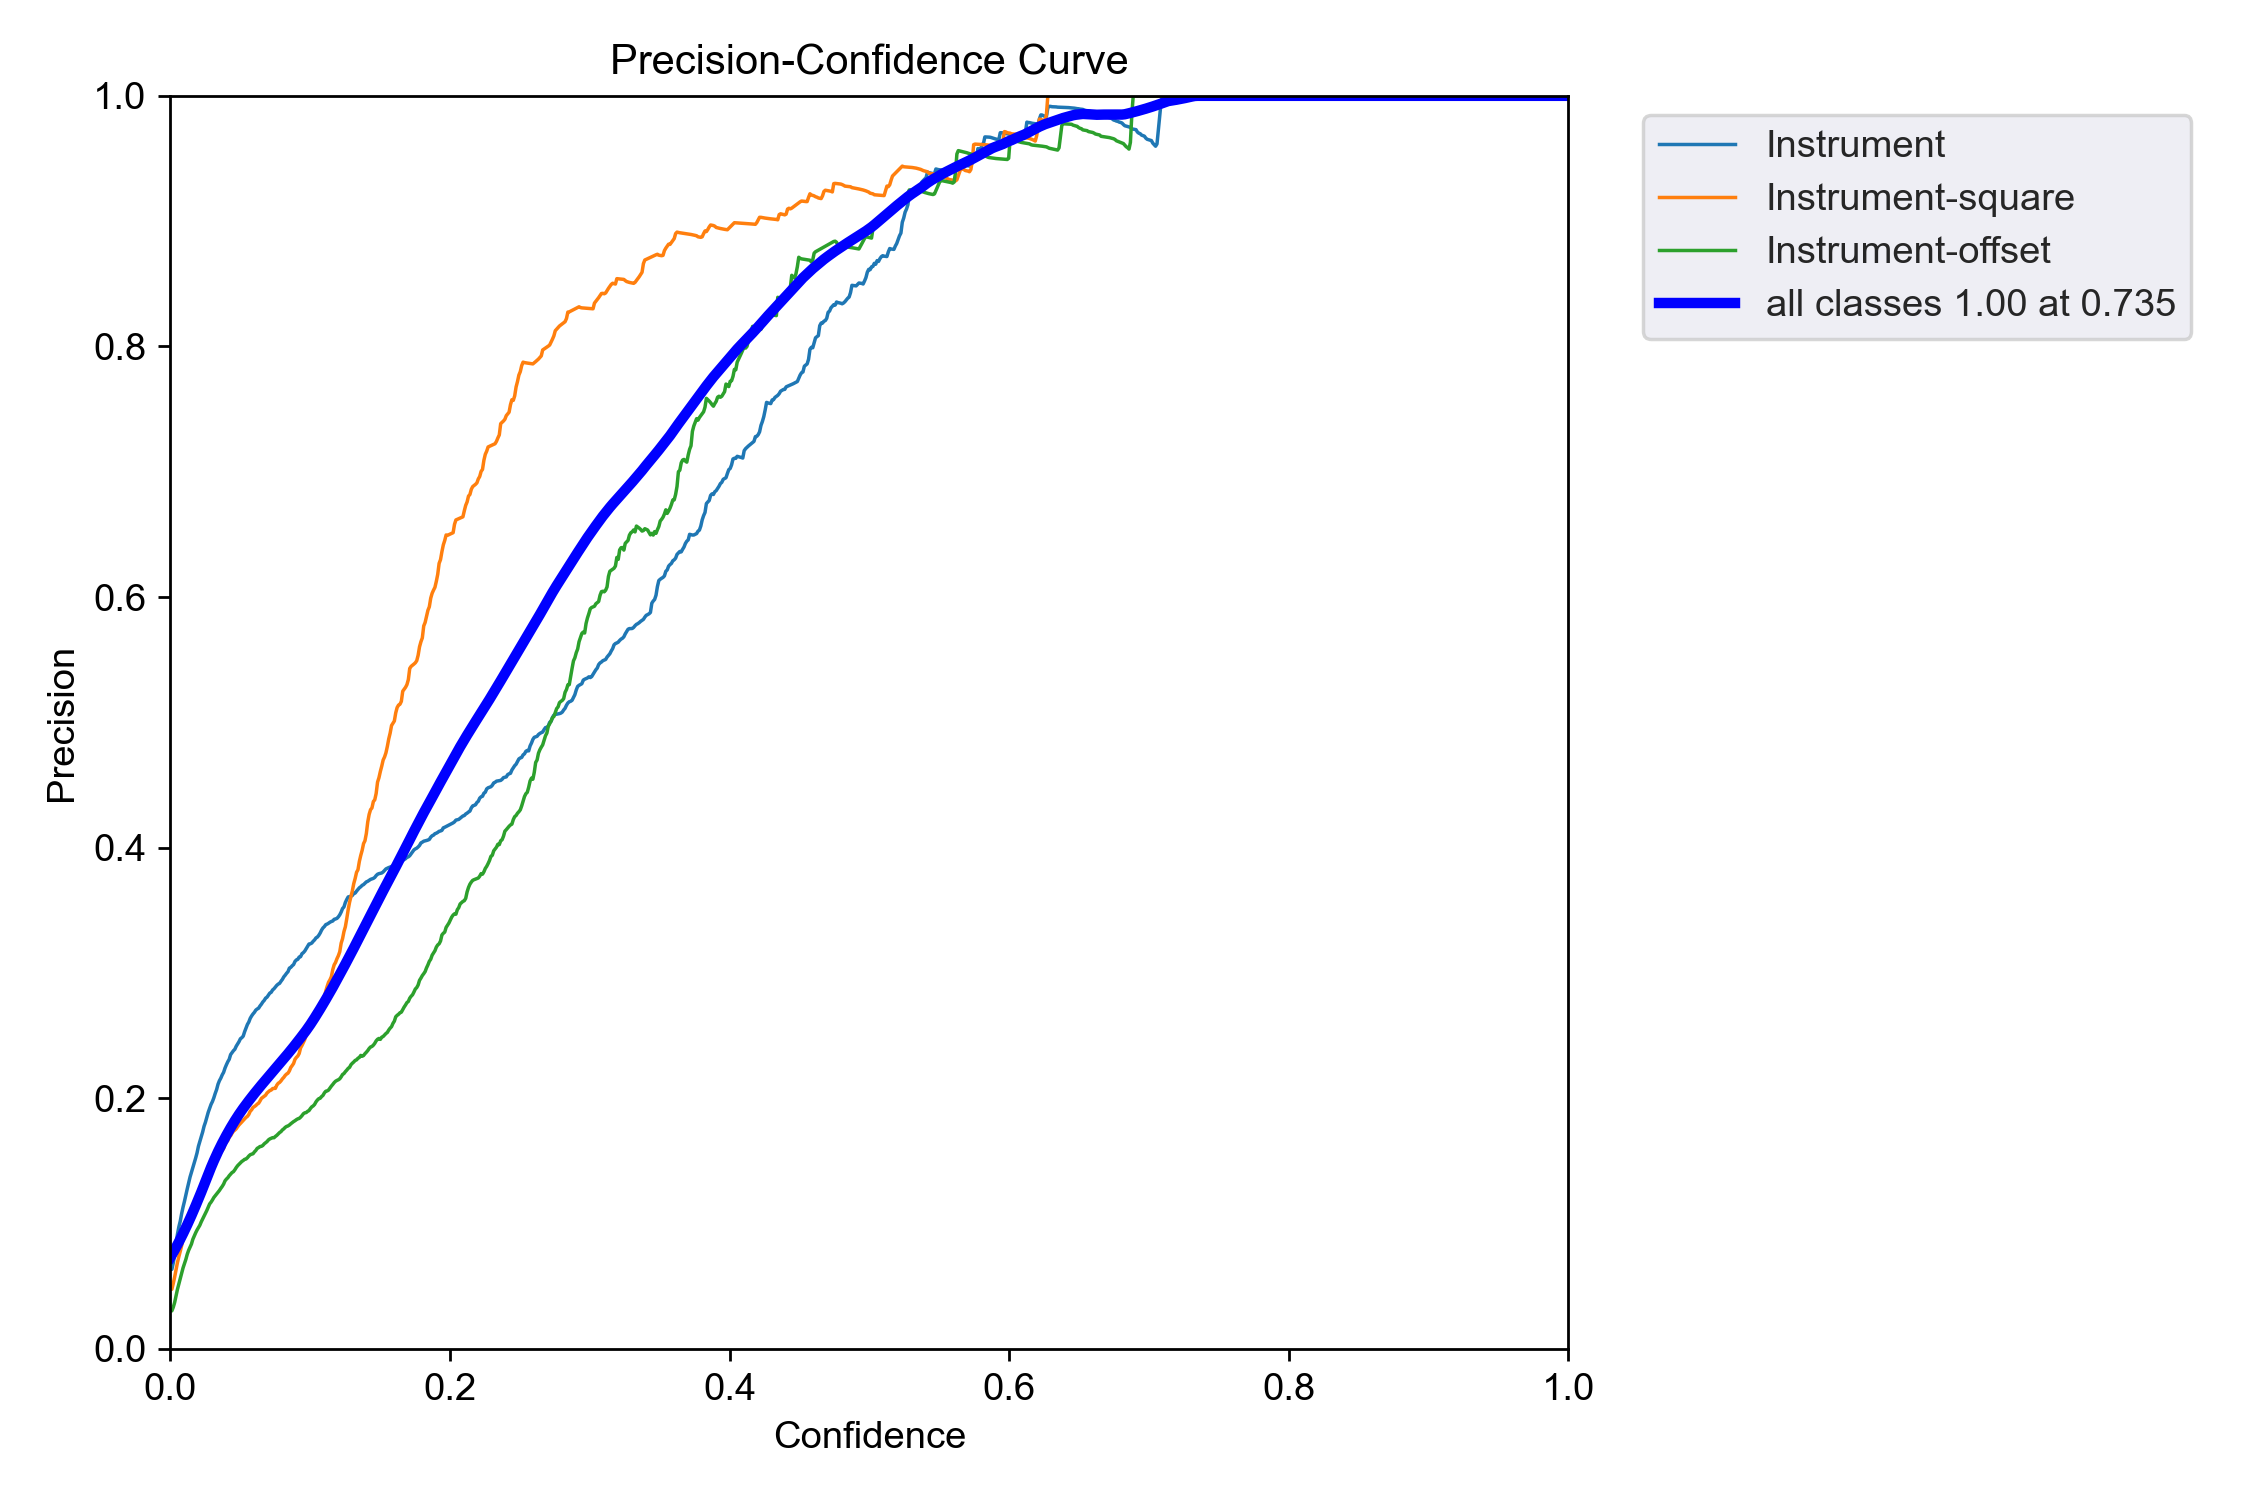 Precision-Confidence Curve
1.0
0.8
0.6
0.4
0.2
0.0
Precision
0.0 0.2 0.4 0.6 0.8 1.0
Confidence
Instrument
Instrument-square
Instrument-offset
all classes 1.00 at 0.735